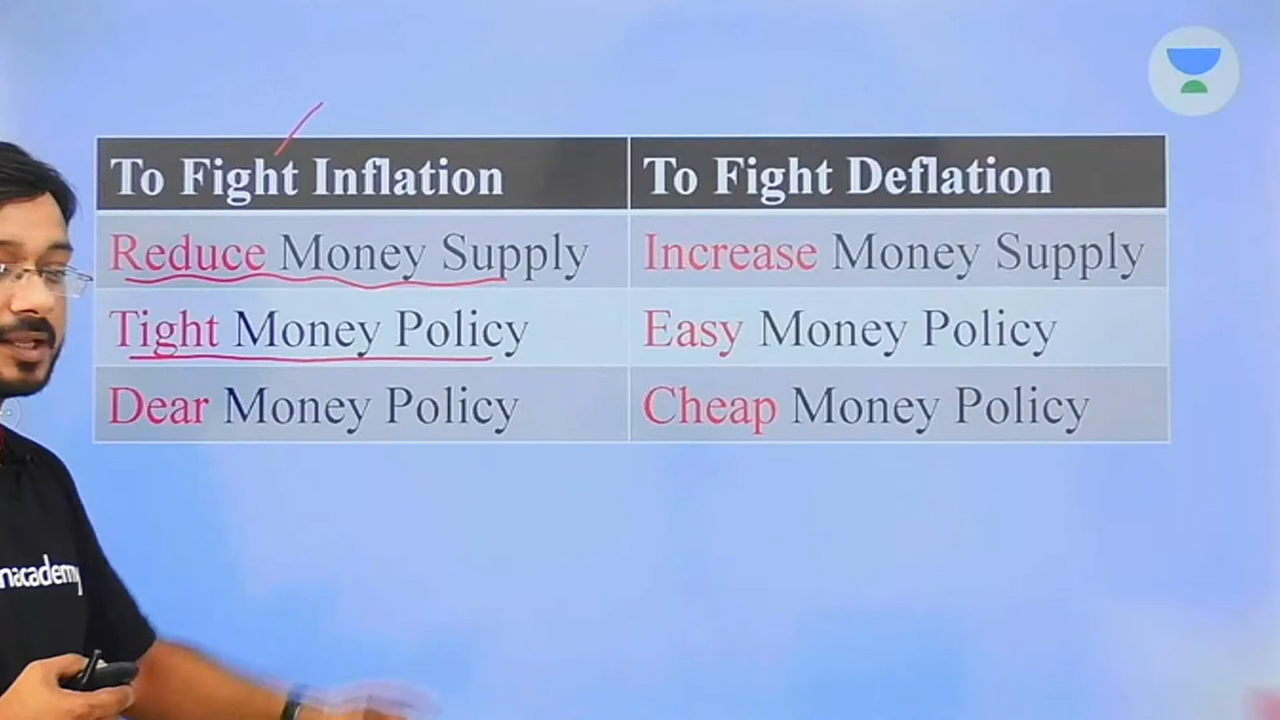 To Fight Inflation
To Fight Deflation
Reduce Money Supply
Increase Money Supply
Tight Money Policy
Easy Money Policy
Dear Money Policy
Cheap Money Policy
nacademy